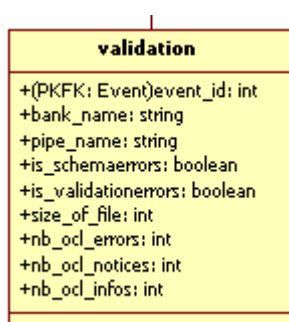 validation
+(PKFK: Event)event_id: int
+bank_name: string
+pipe_name: string
+is_schemaerrors: boolean
+is_validationerrors: boolean
+size_of_file: int
+nb_ocl_errors: int
+nb_ocl_notices: int
+nb_ocl_infos: int